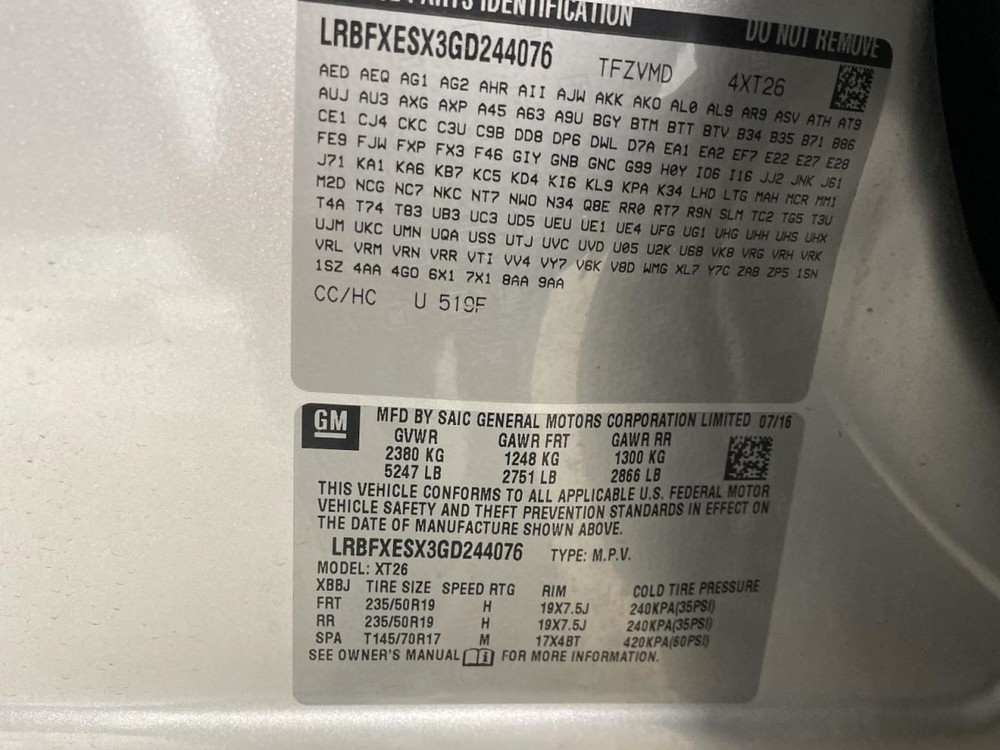 PARTS IDENTIFICATION DO NOT REMOVE
LRBFXESX3GD244076 TFZVMD 4XT26
AED AEQ AG1 AG2 AHR AII AJW AKK AKO AL0 AL9 AR9 ASV ATH AT9
AUJ AU3 AXG AXP A45 A63 A9U BGY BTM BTT BTV B34 B35 B71 B86
CE1 CJ4 CKC C3U C9B DD8 DP6 DWL D7A EA1 EA2 EF7 E22 E27 E28
FE9 FJW FXP FX3 F46 GIY GNB GNC G99 H0Y IO6 I16 JJ2 JNK J61
J71 KA1 KA6 KB7 KC5 KD4 KI6 KL9 KPA K34 LHD LTG MAH MCR MM1
M2D NCG NC7 NKC NT7 NWO N34 Q8E RR0 RT7 R9N SLM TC2 TG5 T3U
T4A T74 T83 UB3 UC3 UD5 UEU UE1 UE4 UFG UG1 UHG UHH UHS UHX
UJM UKC UMN UQA USS UTJ UVC UVD U05 U2K U68 VK8 VRG VRH VRK
VRL VRM VRN VRR VTI VV4 VY7 V6K V8D WMG XL7 Y7C ZAB ZP5 1SN
1SZ 4AA 4GO 6X1 7X1 8AA 9AA
CC/HC U 519F
GM MFD BY SAIC GENERAL MOTORS CORPORATION LIMITED 07/16
GVWR GAWR FRT GAWR RR
2380 KG 1248 KG 1300 KG
5247 LB 2751 LB 2866 LB
THIS VEHICLE CONFORMS TO ALL APPLICABLE U.S. FEDERAL MOTOR
VEHICLE SAFETY AND THEFT PREVENTION STANDARDS IN EFFECT ON
THE DATE OF MANUFACTURE SHOWN ABOVE.
LRBFXESX3GD244076 TYPE: M.P.V.
MODEL: XT26
XBBJ TIRE SIZE SPEED RTG RIM COLD TIRE PRESSURE
FRT 235/50R19 H 19X7.5J 240KPA(35PSI)
RR 235/50R19 H 19X7.5J 240KPA(35PSI)
SPA T145/70R17 M 17X4BT 420KPA(60PSI)
SEE OWNER'S MANUAL FOR MORE INFORMATION.